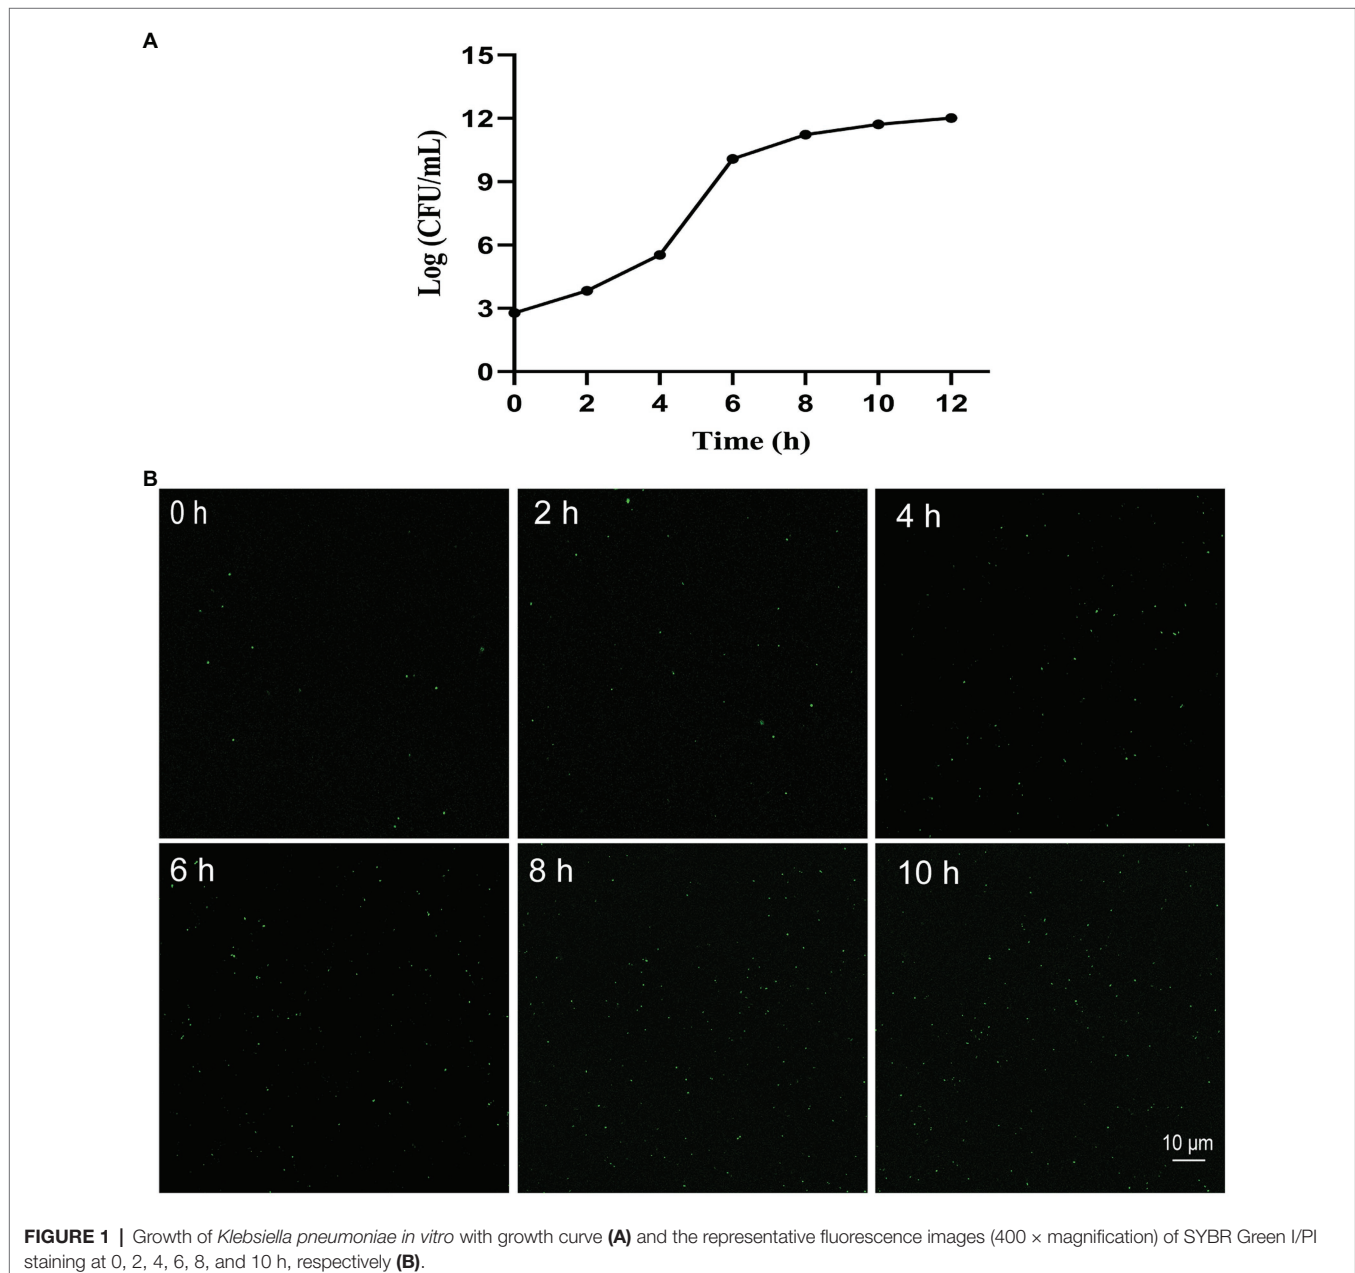 A
15
12
9
6
3
0
Log (CFU/mL)
0 2 4 6 8 10 12
Time (h)
B
0 h
2 h
4 h
6 h
8 h
10 h
10 µm
FIGURE 1 | Growth of Klebsiella pneumoniae in vitro with growth curve (A) and the representative fluorescence images (400 × magnification) of SYBR Green I/PI
staining at 0, 2, 4, 6, 8, and 10 h, respectively (B).